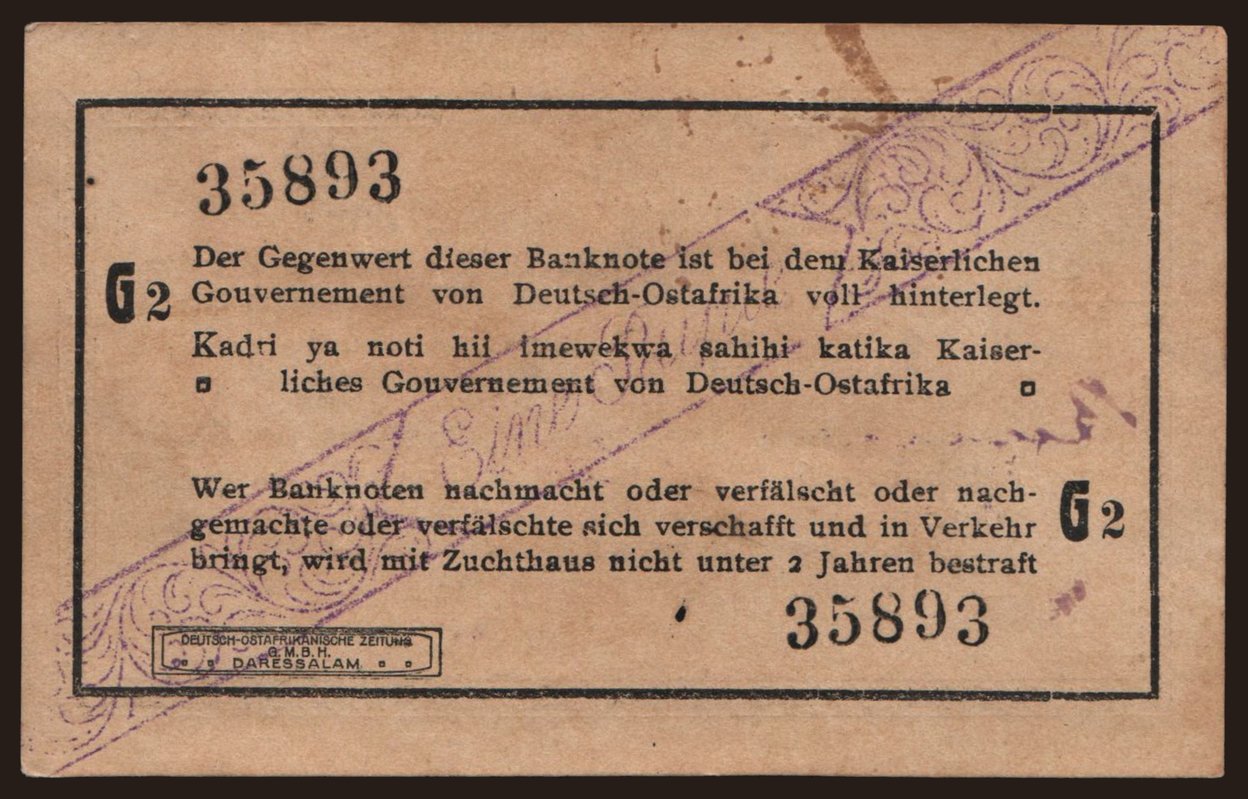 35893
G2
Der Gegenwert dieser Banknote ist bei dem Kaiserlichen
Gouvernement von Deutsch-Ostafrika voll hinterlegt.
Kadri ya noti hii imewekwa sahihi katika Kaiser-
liches Gouvernement von Deutsch-Ostafrika
Eine Rupie
Wer Banknoten nachmacht oder verfälscht oder nach-
gemachte oder verfälschte sich verschafft und in Verkehr
bringt, wird mit Zuchthaus nicht unter 2 Jahren bestraft
G2
35893
DEUTSCH-OSTAFRIKANISCHE ZEITUNG
G.M.B.H.
DARESSALAM